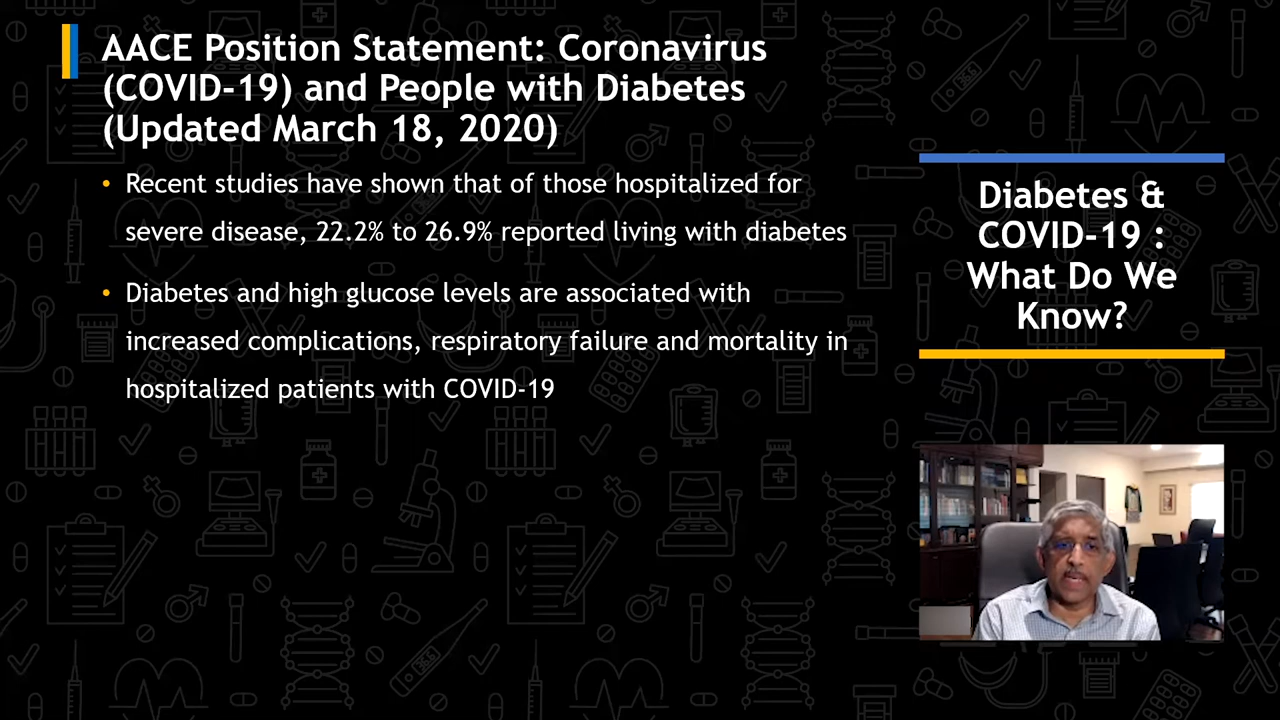 AACE Position Statement: Coronavirus
(COVID-19) and People with Diabetes
(Updated March 18, 2020)
• Recent studies have shown that of those hospitalized for
severe disease, 22.2% to 26.9% reported living with diabetes
• Diabetes and high glucose levels are associated with
increased complications, respiratory failure and mortality in
hospitalized patients with COVID-19
Diabetes &
COVID-19 :
What Do We
Know?